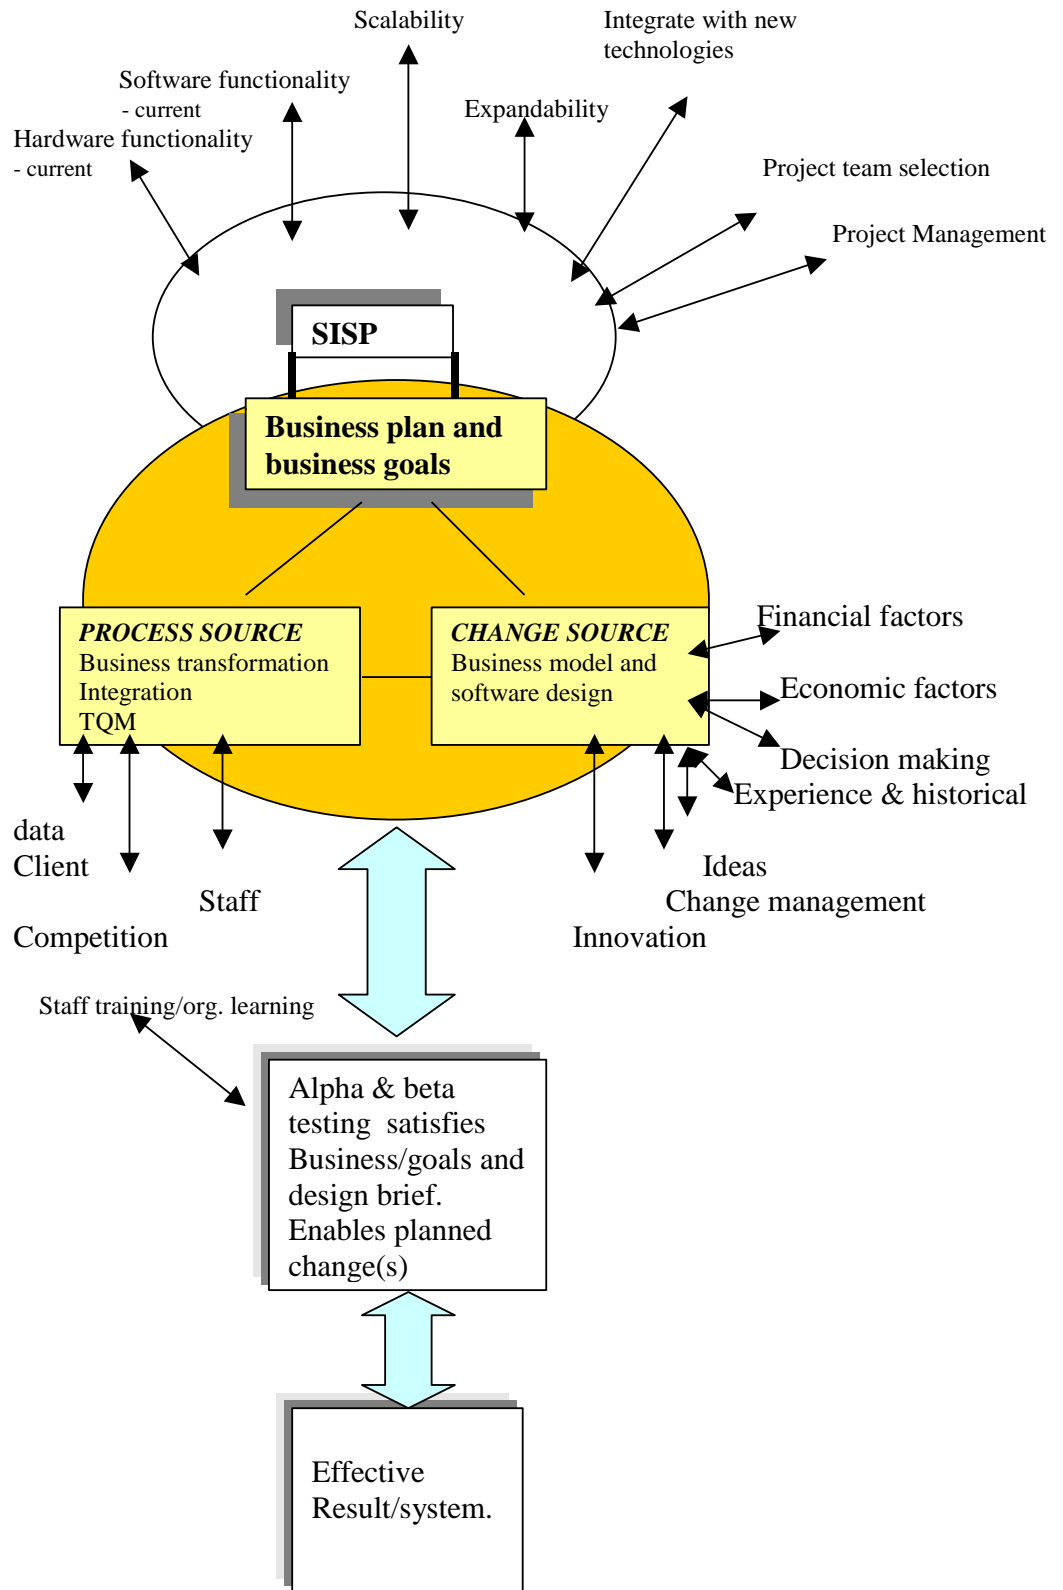 Scalability
Integrate with new
technologies
Software functionality
- current
Expandability
Hardware functionality
- current
Project team selection
Project Management
SISP
Business plan and
business goals
PROCESS SOURCE
Business transformation
Integration
TQM
CHANGE SOURCE
Business model and
software design
Financial factors
Economic factors
Decision making
Experience & historical
data
Client
Staff
Competition
Ideas
Change management
Innovation
Staff training/org. learning
Alpha & beta
testing satisfies
Business/goals and
design brief.
Enables planned
change(s)
Effective
Result/system.